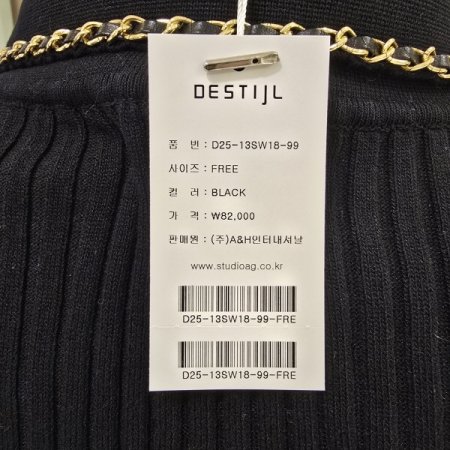 DESTIJL
품 번 : D25-13SW18-99
사이즈 : FREE
컬 러 : BLACK
가 격 : ₩82,000
판매원 : (주)A&H인터내셔날
www.studioag.co.kr
D25-13SW18-99-FRE
D25-13SW18-99-FRE